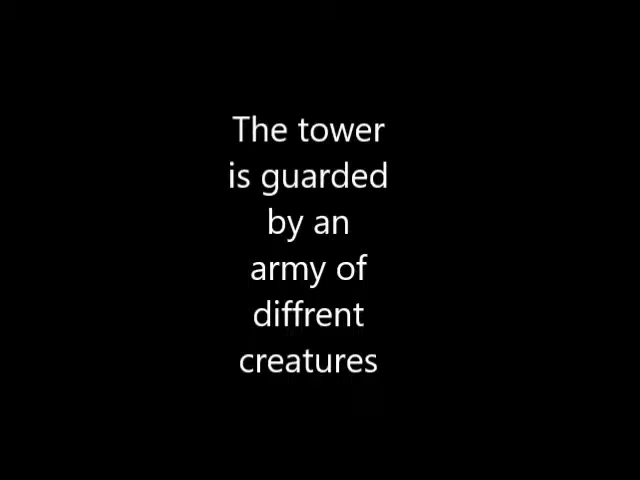 The tower
is guarded
by an
army of
diffrent
creatures